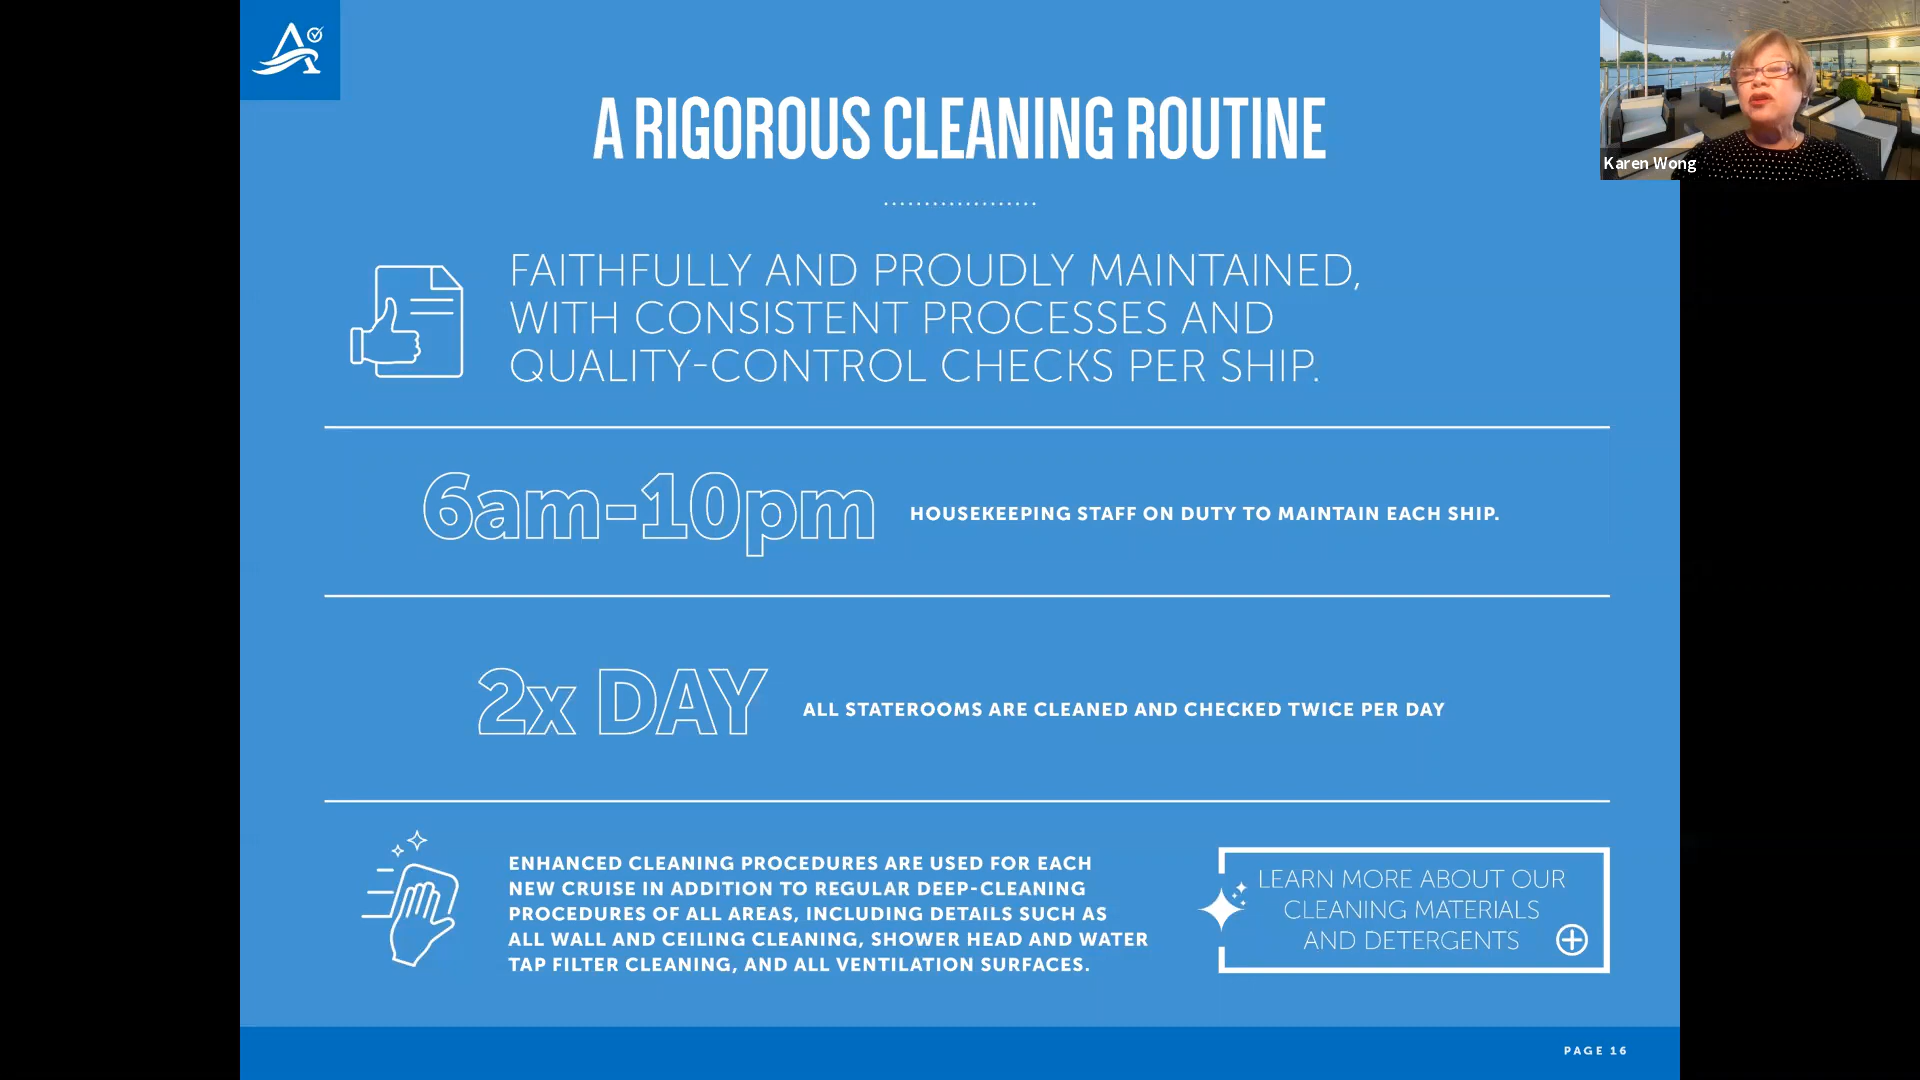 A RIGOROUS CLEANING ROUTINE
Karen Wong
FAITHFULLY AND PROUDLY MAINTAINED,
WITH CONSISTENT PROCESSES AND
QUALITY-CONTROL CHECKS PER SHIP.
6am-10pm
HOUSEKEEPING STAFF ON DUTY TO MAINTAIN EACH SHIP.
2x DAY
ALL STATEROOMS ARE CLEANED AND CHECKED TWICE PER DAY
ENHANCED CLEANING PROCEDURES ARE USED FOR EACH
NEW CRUISE IN ADDITION TO REGULAR DEEP-CLEANING
PROCEDURES OF ALL AREAS, INCLUDING DETAILS SUCH AS
ALL WALL AND CEILING CLEANING, SHOWER HEAD AND WATER
TAP FILTER CLEANING, AND ALL VENTILATION SURFACES.
LEARN MORE ABOUT OUR
CLEANING MATERIALS
AND DETERGENTS
PAGE 16